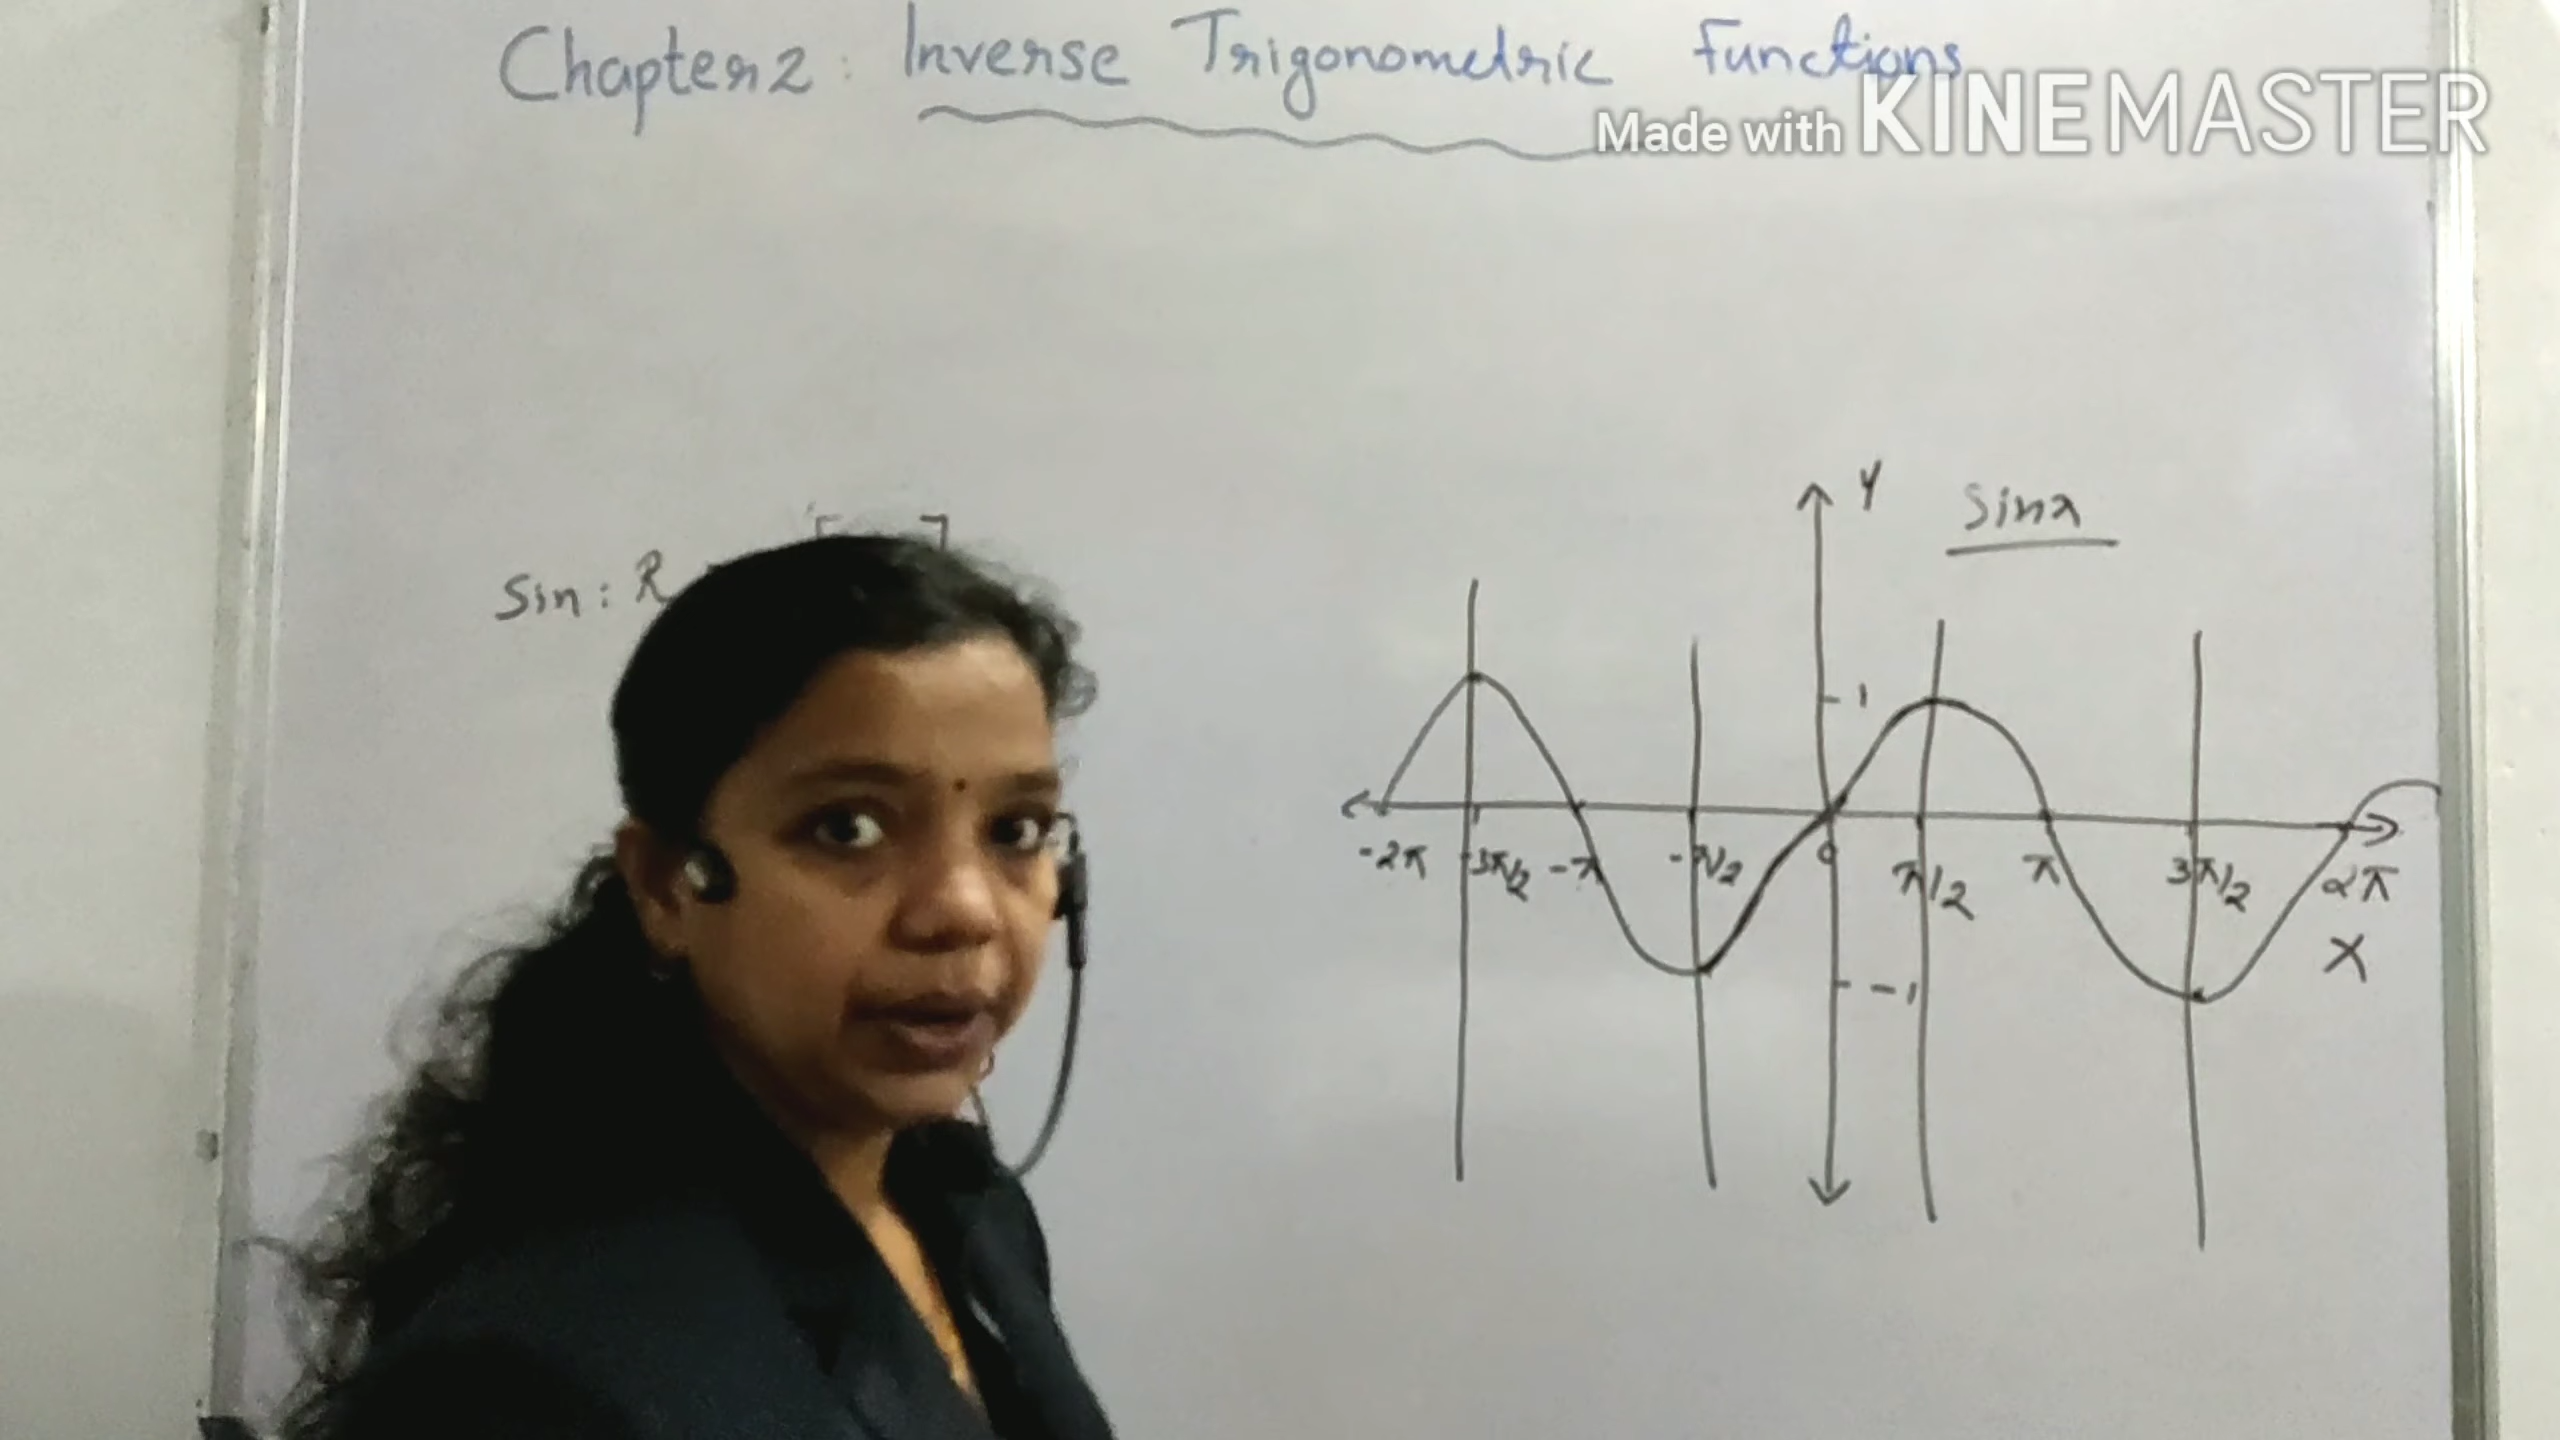 Chapter 2 : Inverse Trigonometric Functions
Made with KINEMASTER
Y sinx
Sin : R
1
-2π -3π/2 -π -π/2 0 π/2 π 3π/2 2π
X
-1